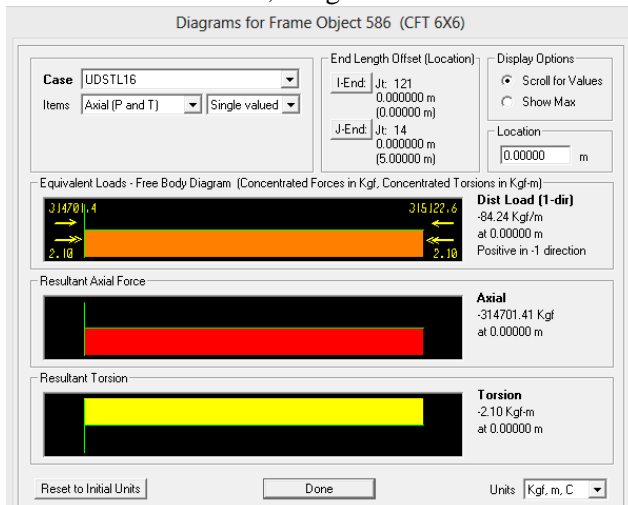 Diagrams for Frame Object 586 (CFT 6X6)
Case UDSTL16
Items Axial (P and T) Single valued
End Length Offset (Location)
I-End: Jt: 121
0.000000 m
(0.00000 m)
J-End: Jt: 14
0.000000 m
(5.00000 m)
Display Options
Scroll for Values
Show Max
Location
0.00000 m
Equivalent Loads - Free Body Diagram (Concentrated Forces in Kgf, Concentrated Torsions in Kgf-m)
314701.4 315122.6
2.10 2.10
Dist Load (1-dir)
-84.24 Kgf/m
at 0.00000 m
Positive in -1 direction
Resultant Axial Force
Axial
-314701.41 Kgf
at 0.00000 m
Resultant Torsion
Torsion
-2.10 Kgf-m
at 0.00000 m
Reset to Initial Units Done Units Kgf, m, C